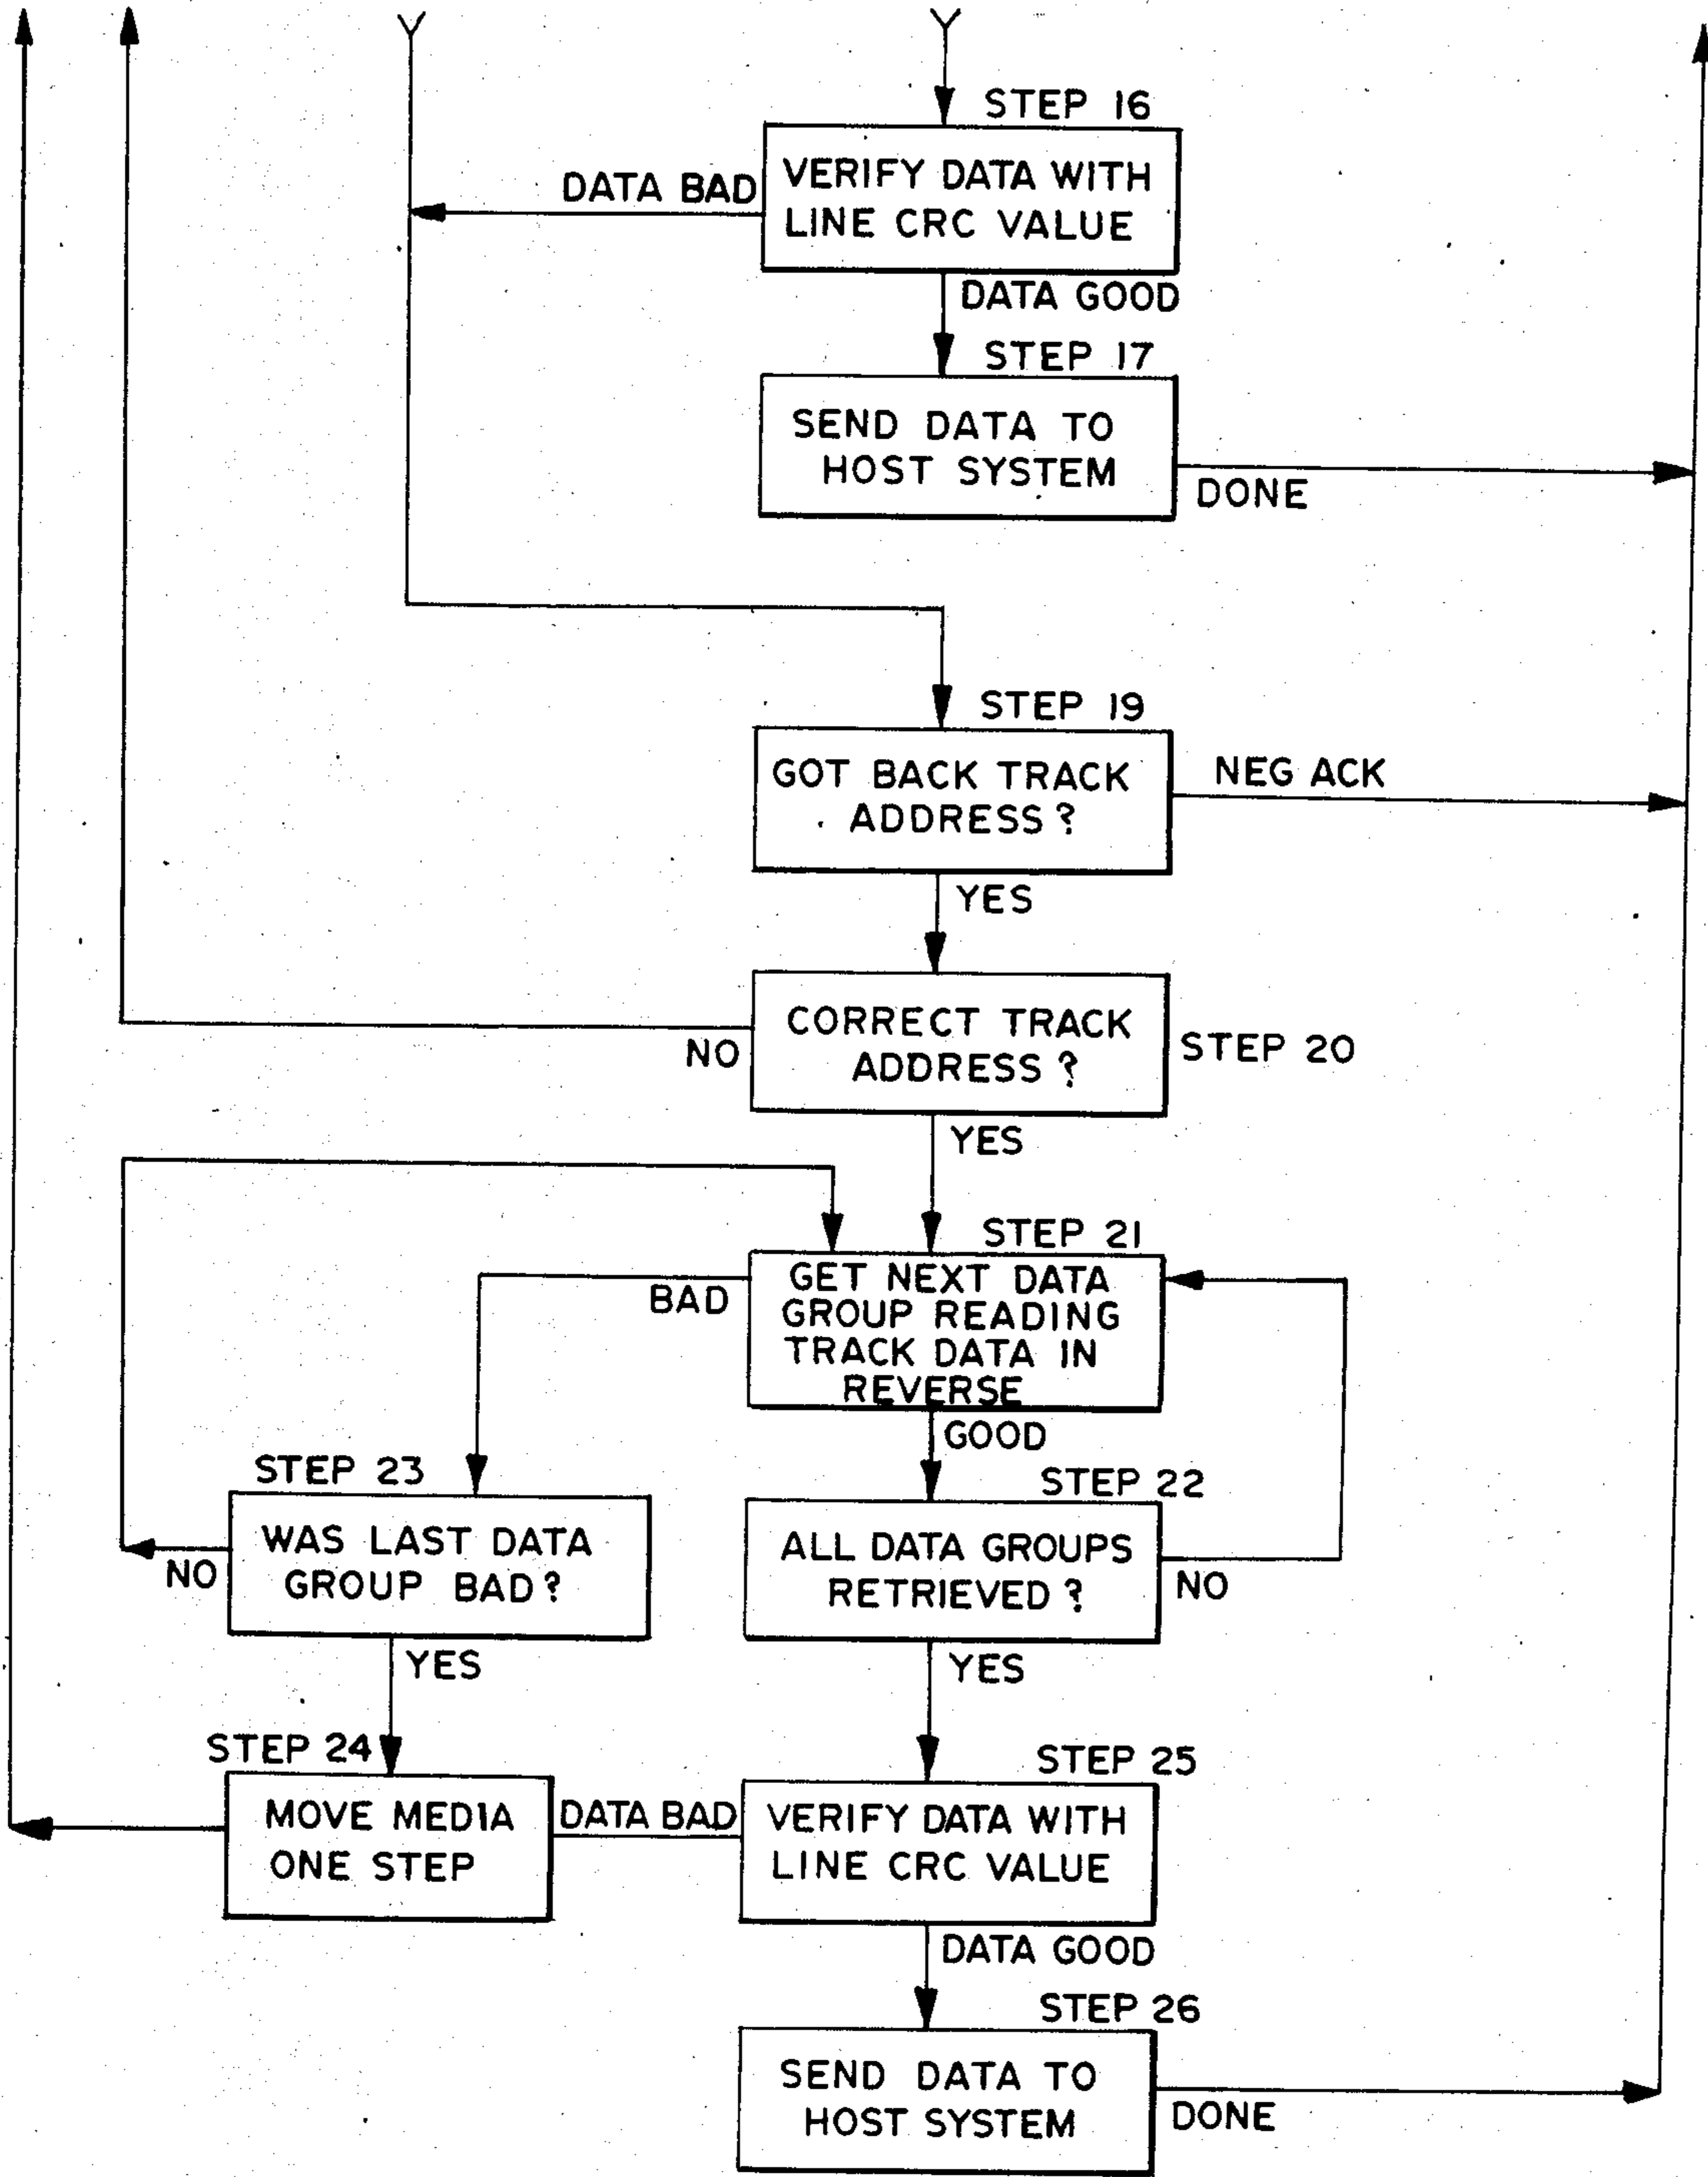 STEP 16
VERIFY DATA WITH
LINE CRC VALUE
DATA BAD
DATA GOOD
STEP 17
SEND DATA TO
HOST SYSTEM
DONE
STEP 19
GOT BACK TRACK
ADDRESS?
NEG ACK
YES
CORRECT TRACK
ADDRESS?
STEP 20
NO
YES
STEP 21
GET NEXT DATA
GROUP READING
TRACK DATA IN
REVERSE
BAD
GOOD
STEP 23
WAS LAST DATA
GROUP BAD?
NO
YES
STEP 22
ALL DATA GROUPS
RETRIEVED?
NO
YES
STEP 24
MOVE MEDIA
ONE STEP
DATA BAD
STEP 25
VERIFY DATA WITH
LINE CRC VALUE
DATA GOOD
STEP 26
SEND DATA TO
HOST SYSTEM
DONE